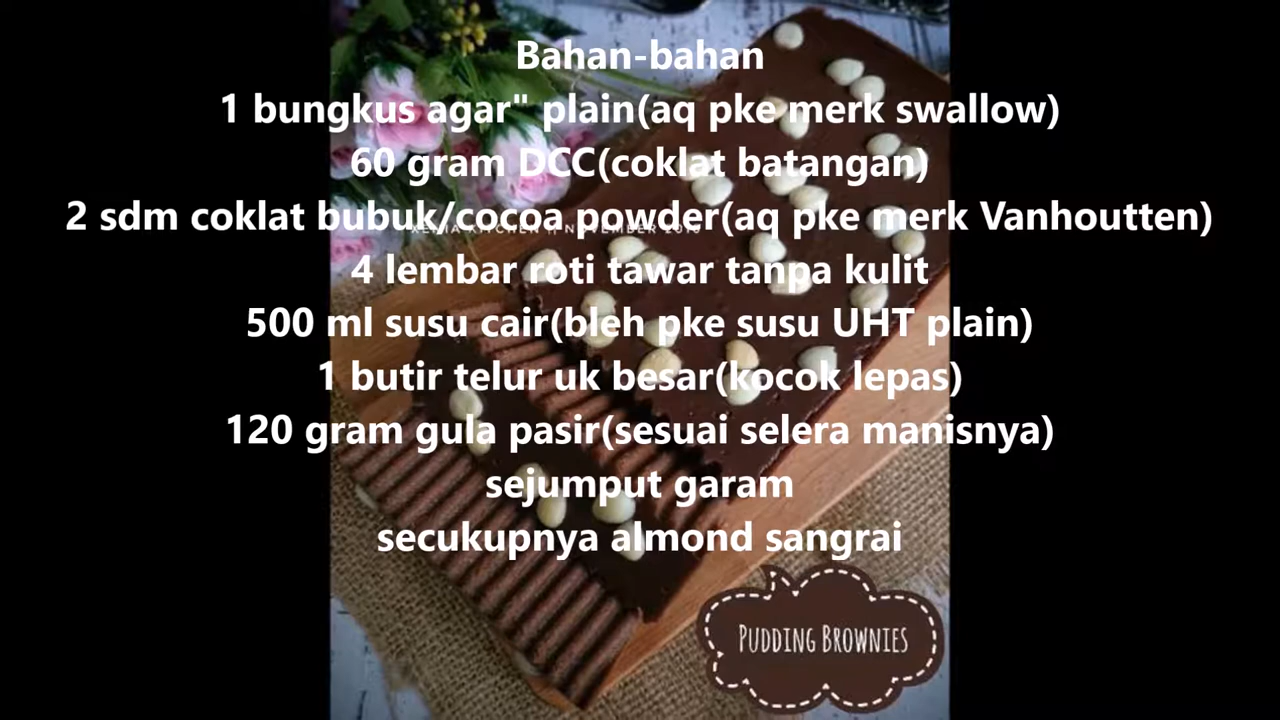 Bahan-bahan
1 bungkus agar" plain(aq pke merk swallow)
60 gram DCC(coklat batangan)
2 sdm coklat bubuk/cocoa powder(aq pke merk Vanhoutten)
4 lembar roti tawar tanpa kulit
500 ml susu cair(bleh pke susu UHT plain)
1 butir telur uk besar(kocok lepas)
120 gram gula pasir(sesuai selera manisnya)
sejumput garam
secukupnya almond sangrai
PUDDING BROWNIES